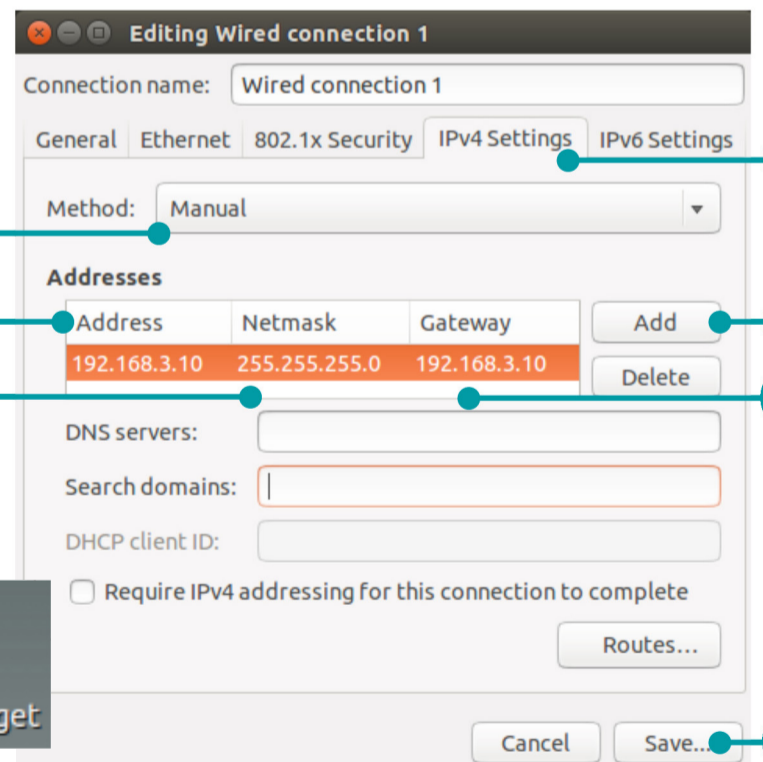 Editing Wired connection 1
Connection name: Wired connection 1
General Ethernet 802.1x Security IPv4 Settings IPv6 Settings
Method: Manual
Addresses
Address Netmask Gateway Add
192.168.3.10 255.255.255.0 192.168.3.10 Delete
DNS servers:
Search domains:
DHCP client ID:
Require IPv4 addressing for this connection to complete
Routes...
get
Cancel Save...